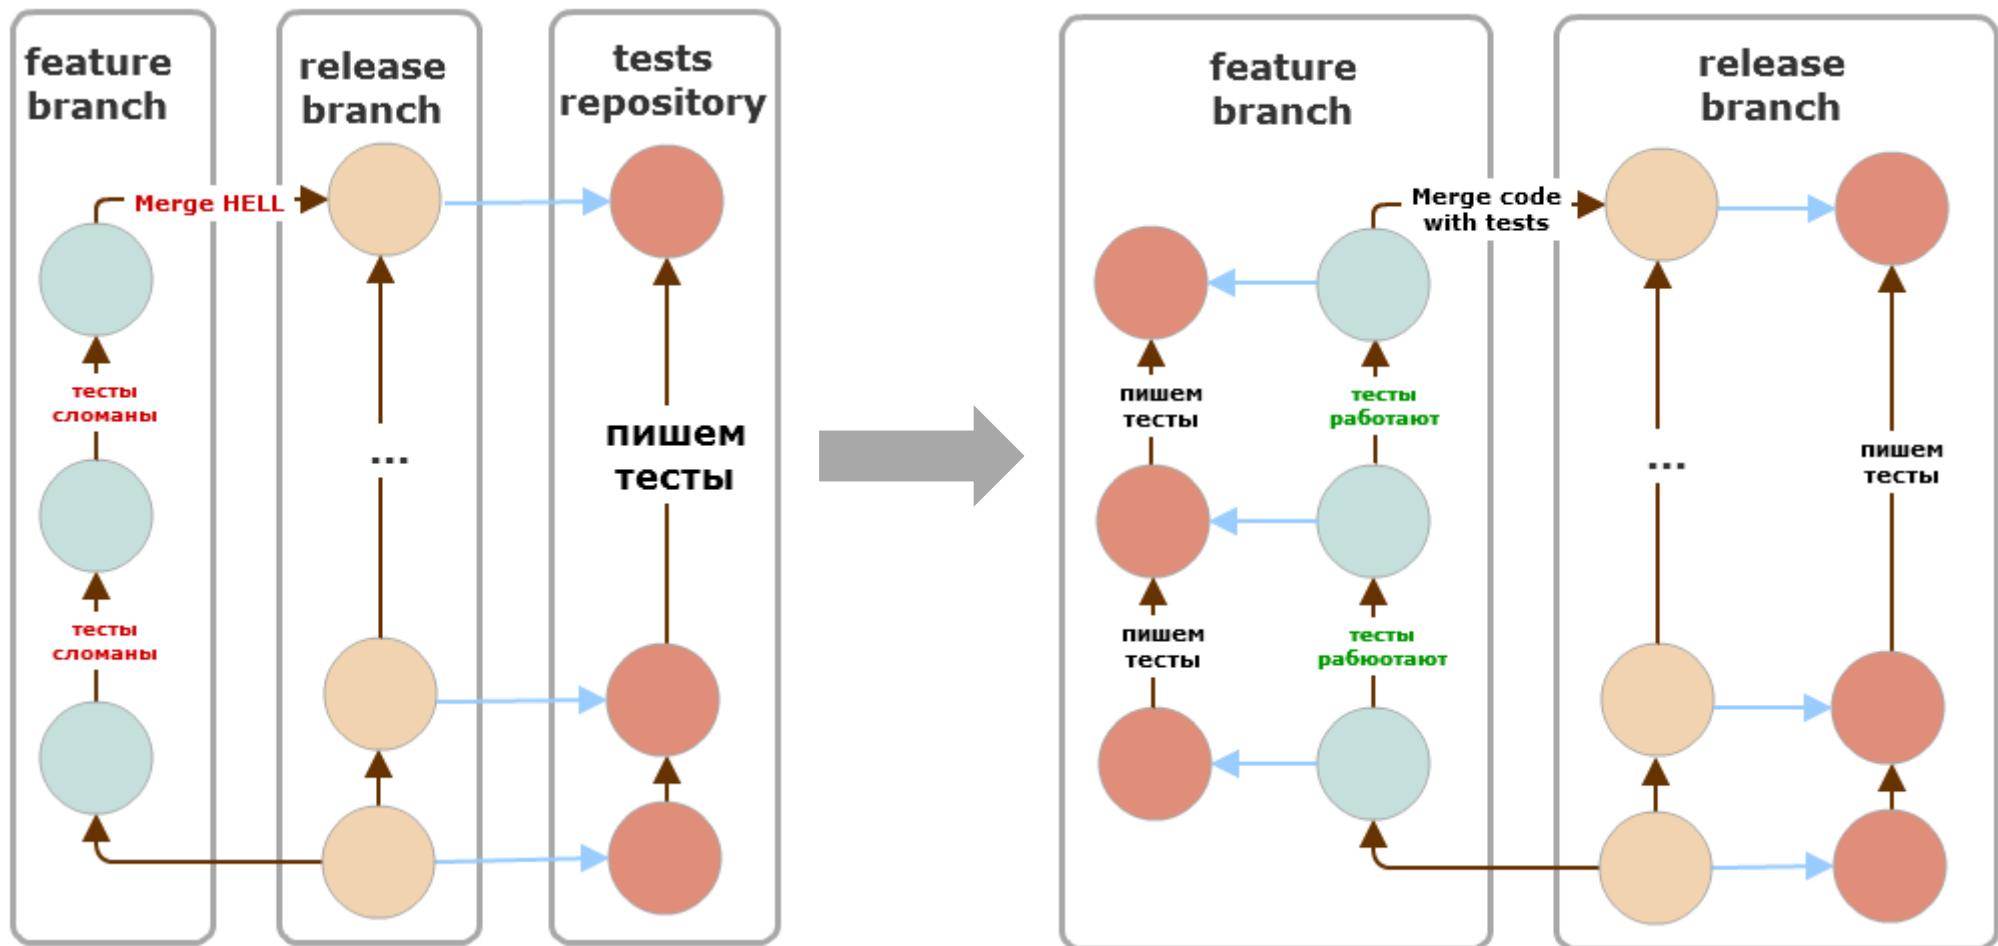 feature
branch
release
branch
tests
repository
Merge HELL
тесты
сломаны
...
пишем
тесты
тесты
сломаны
feature
branch
release
branch
Merge code
with tests
пишем
тесты
тесты
работают
...
пишем
тесты
пишем
тесты
тесты
рабюотают